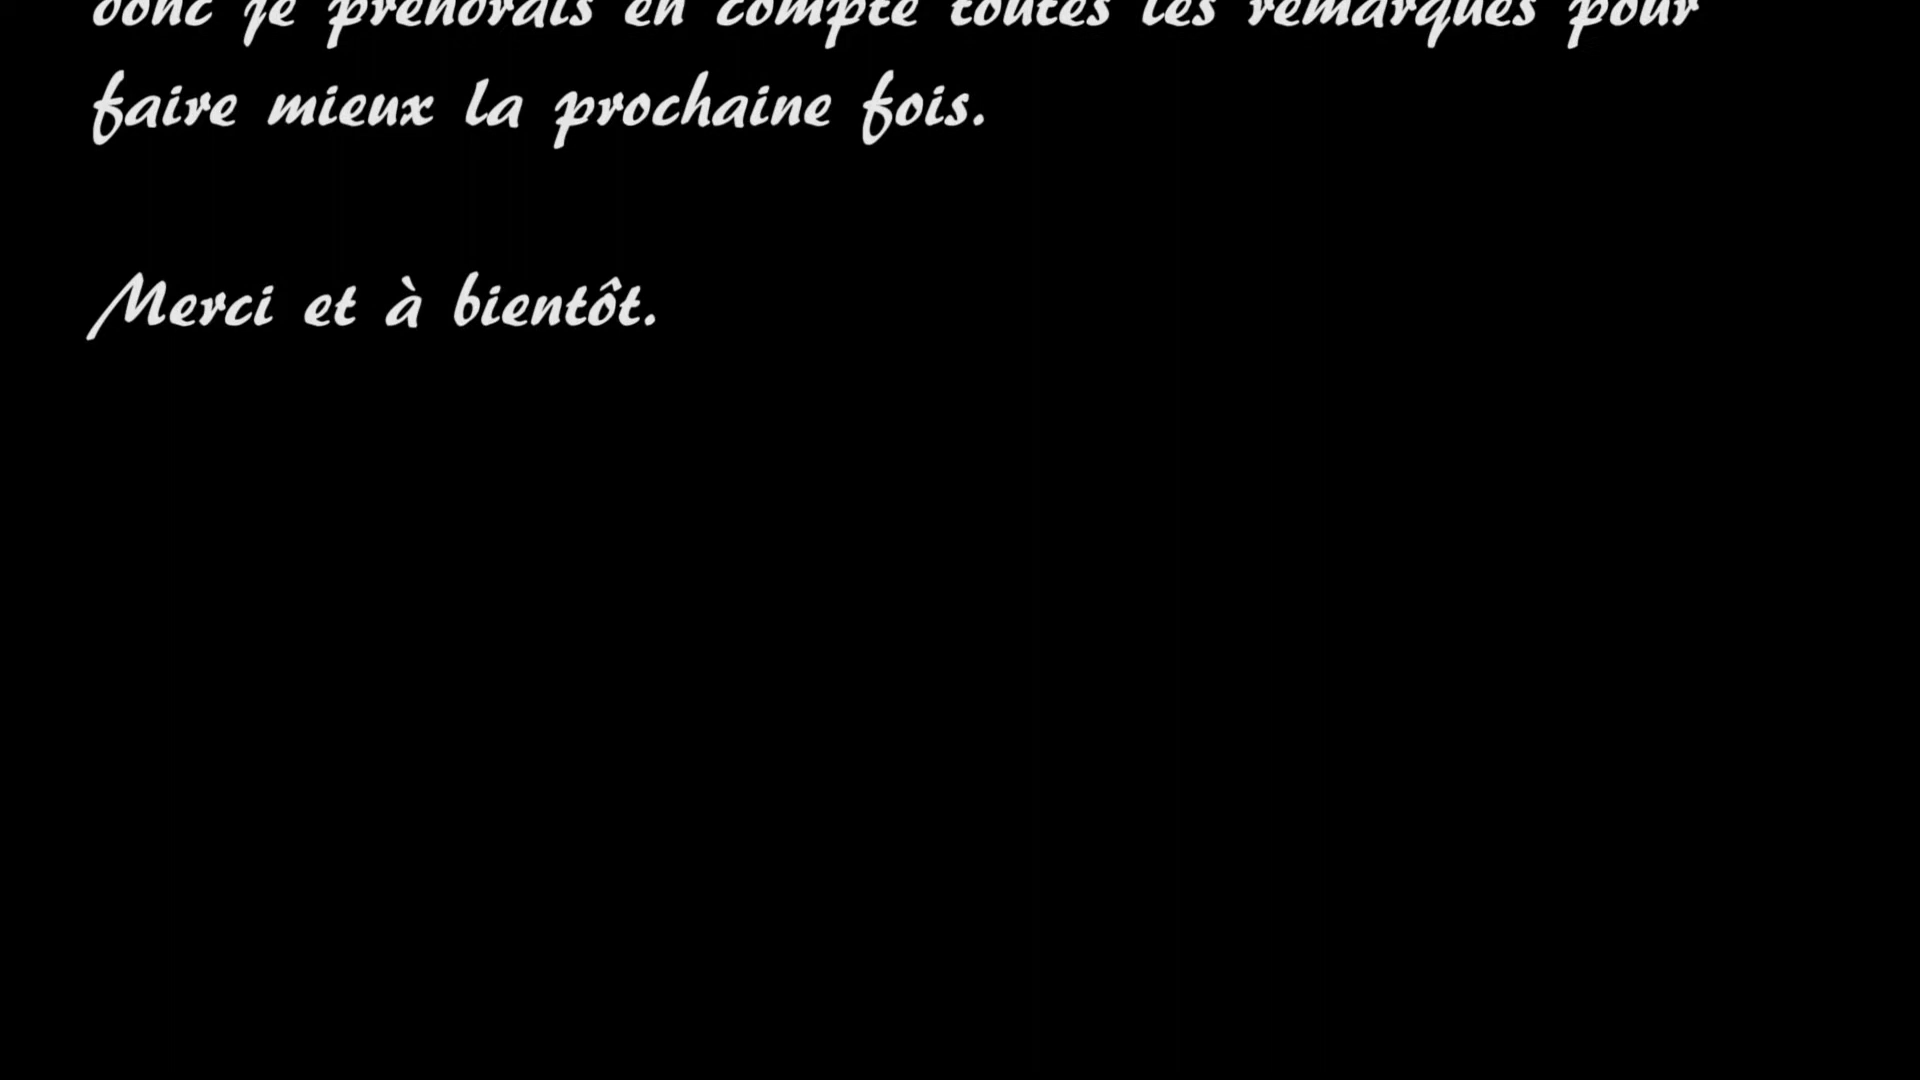 donc je prendrais en compte toutes les remarques pour
faire mieux la prochaine fois.
Merci et à bientôt.